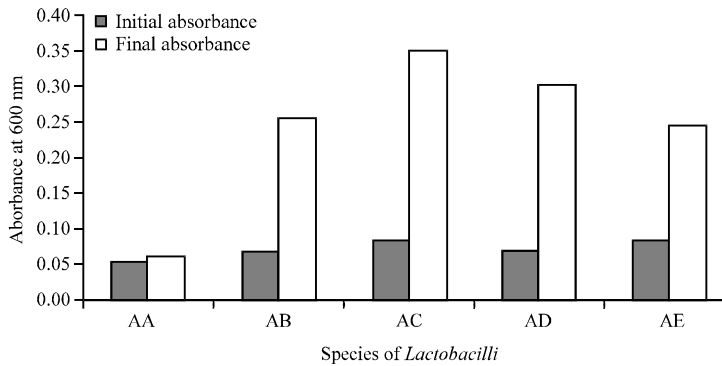 0.40
0.35
0.30
0.25
0.20
0.15
0.10
0.05
0.00
Aborbance at 600 nm
Initial absorbance
Final absorbance
AA AB AC AD AE
Species of Lactobacilli